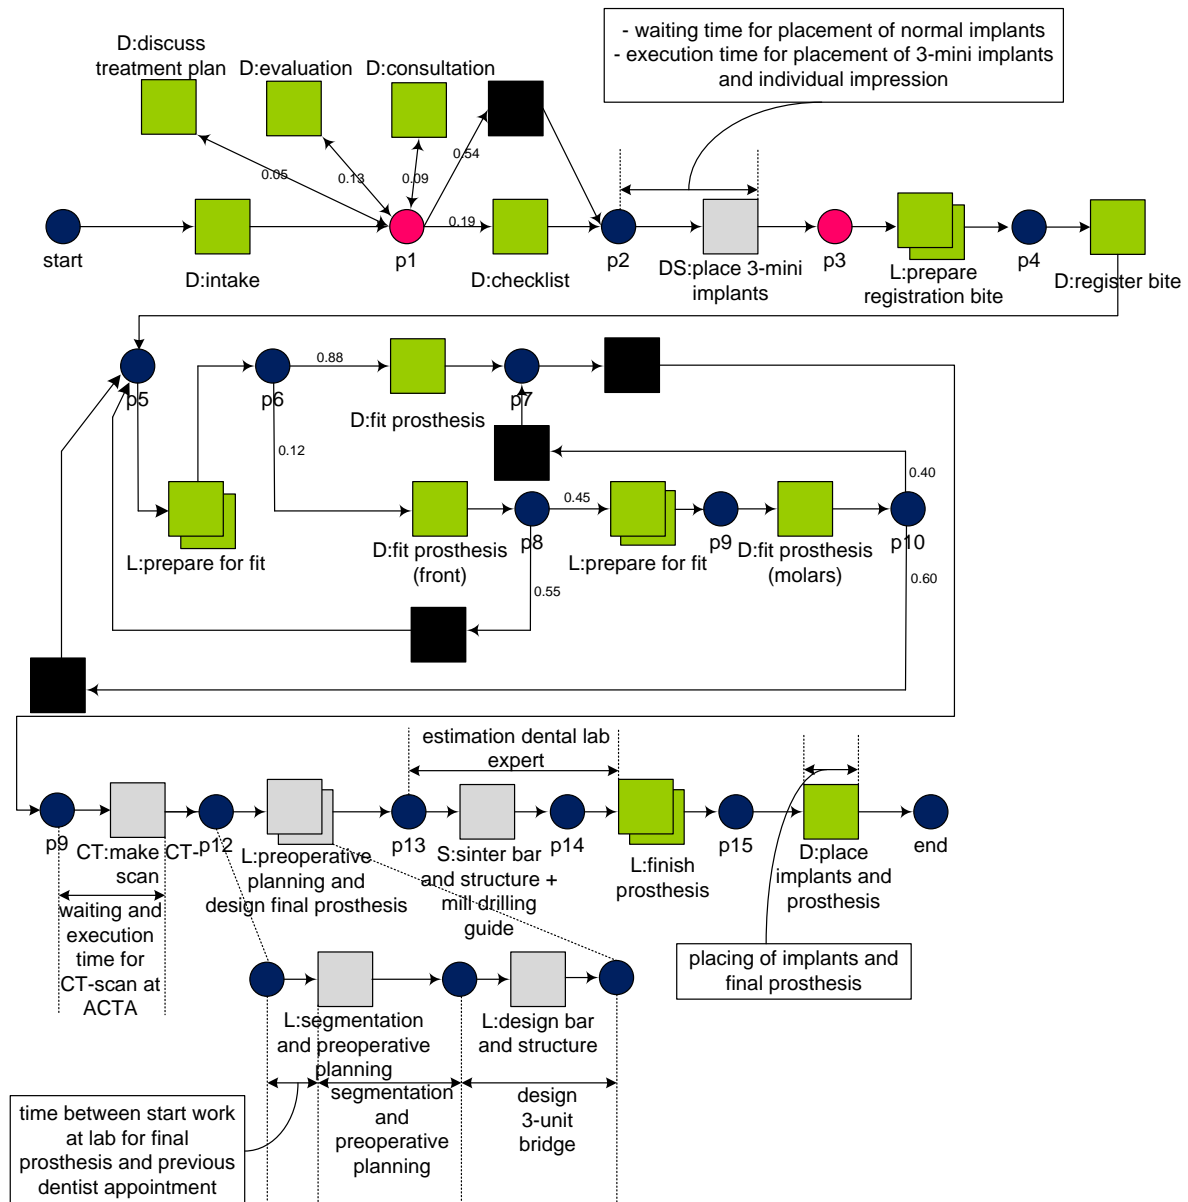 - waiting time for placement of normal implants
- execution time for placement of 3-mini implants
and individual impression
D:discuss
treatment plan
D:evaluation
D:consultation
0.54
0.05
0.13
0.09
0.19
start
D:intake
p1
D:checklist
p2
DS:place 3-mini
implants
p3
L:prepare
registration bite
p4
D:register bite
p5
p6
0.88
D:fit prosthesis
p7
0.12
0.40
L:prepare for fit
D:fit prosthesis
(front)
p8
0.45
L:prepare for fit
p9
D:fit prosthesis
(molars)
p10
0.55
0.60
estimation dental lab
expert
p9
CT:make CT-
scan
p12
L:preoperative
planning and
design final prosthesis
p13
S:sinter bar
and structure +
mill drilling
guide
p14
L:finish
prosthesis
p15
D:place
implants and
prosthesis
end
waiting and
execution
time for
CT-scan at
ACTA
placing of implants and
final prosthesis
L:segmentation
and preoperative
planning
L:design bar
and structure
segmentation
and
preoperative
planning
design
3-unit
bridge
time between start work
at lab for final
prosthesis and previous
dentist appointment